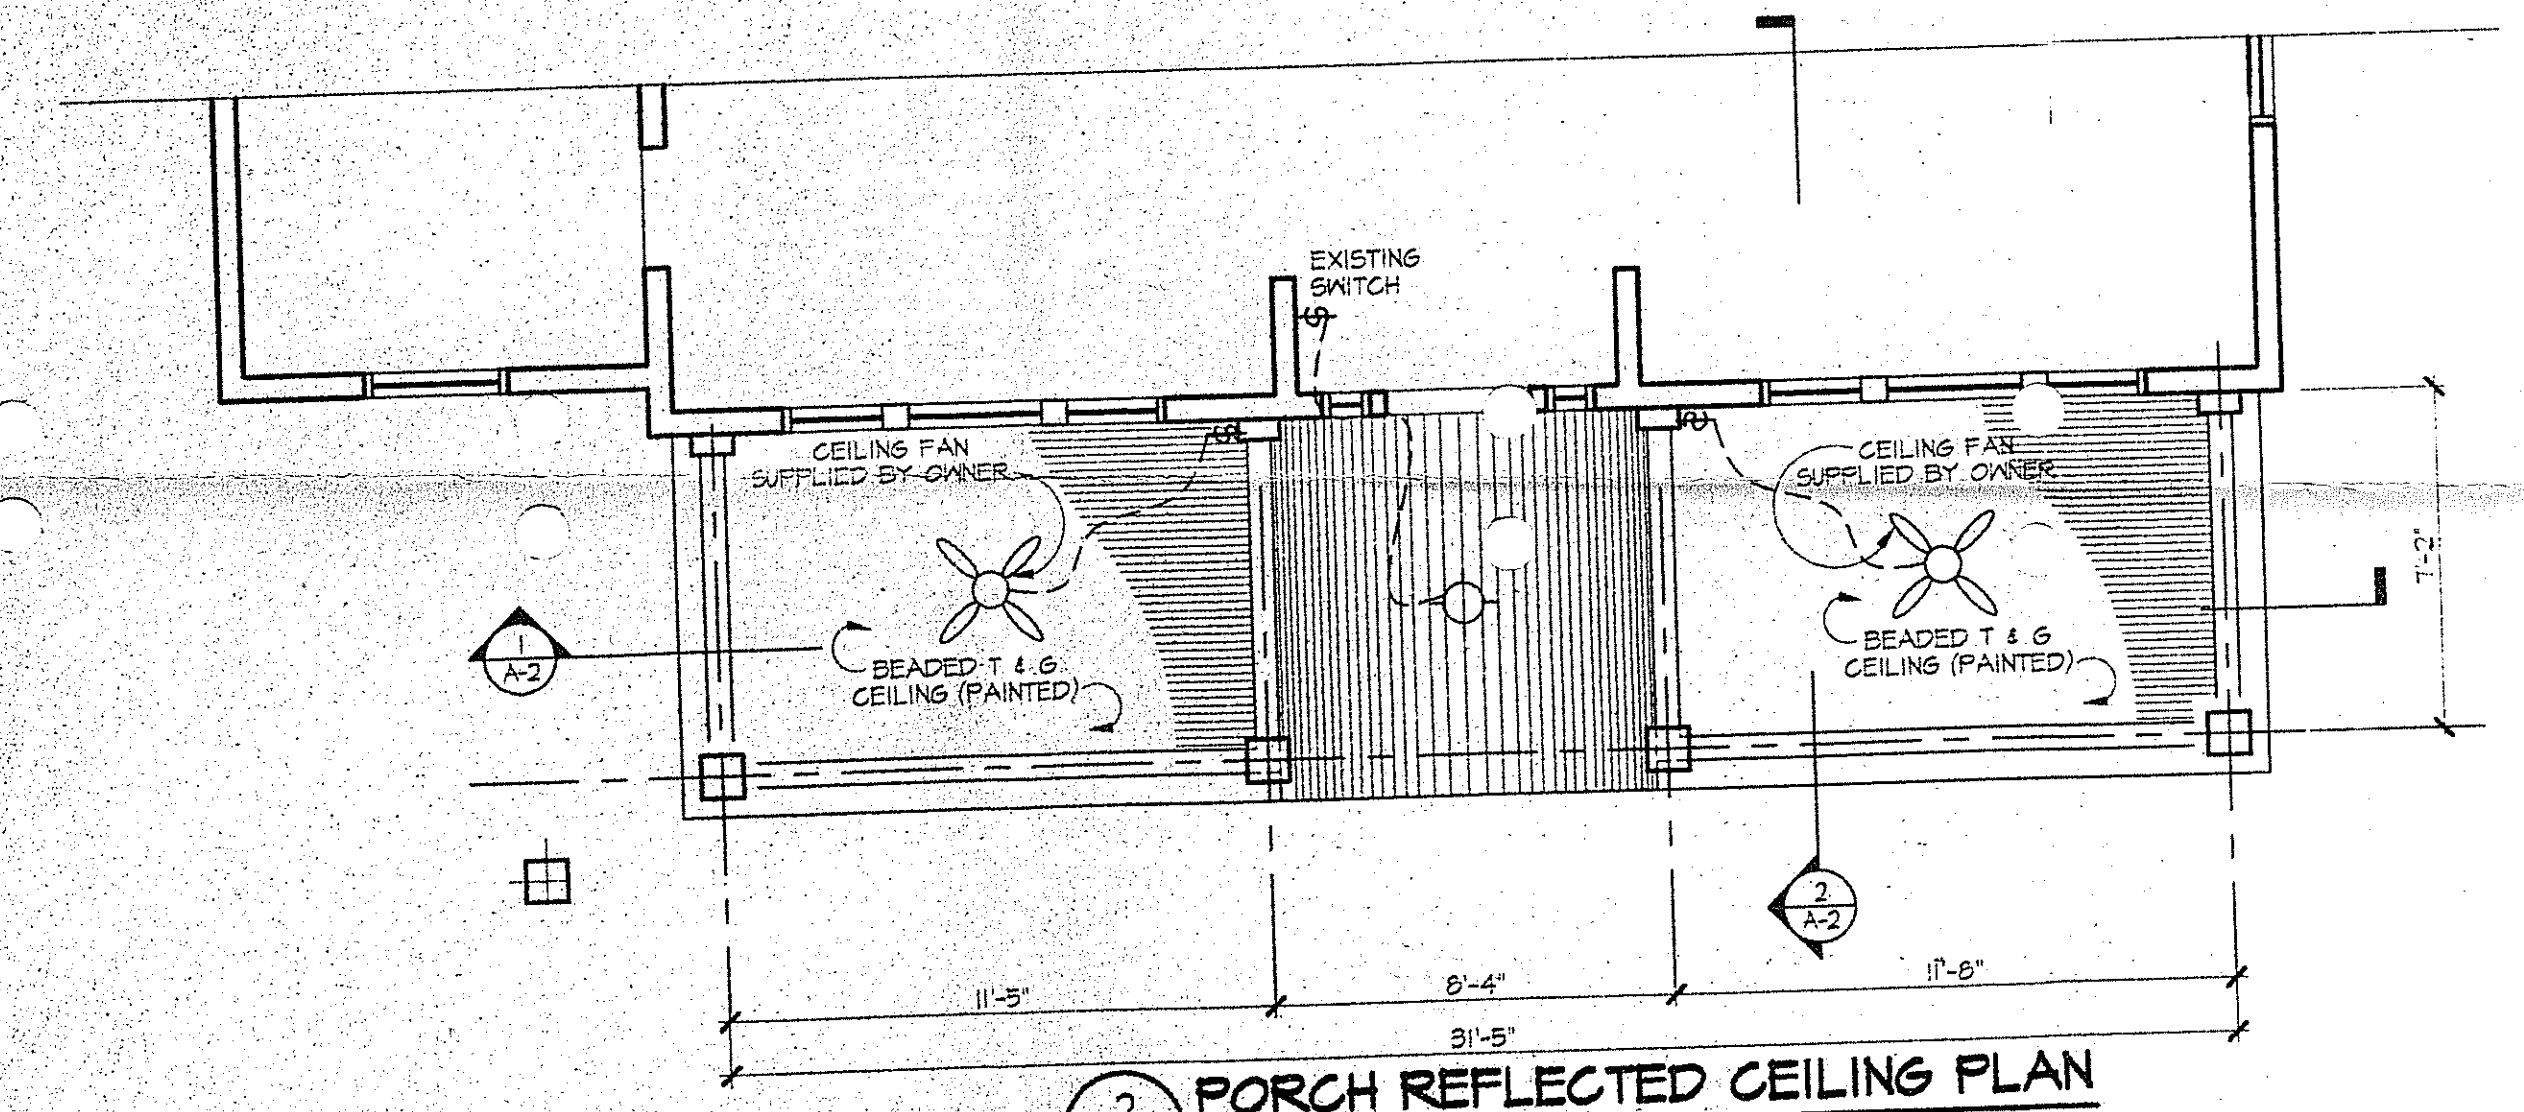 EXISTING
SWITCH
S
S
S
CEILING FAN
SUPPLIED BY OWNER
CEILING FAN
SUPPLIED BY OWNER
7'-2"
1
A-2
BEADED T & G
CEILING (PAINTED)
BEADED T & G
CEILING (PAINTED)
2
A-2
11'-5"
8'-4"
11'-8"
31'-5"
2
PORCH REFLECTED CEILING PLAN